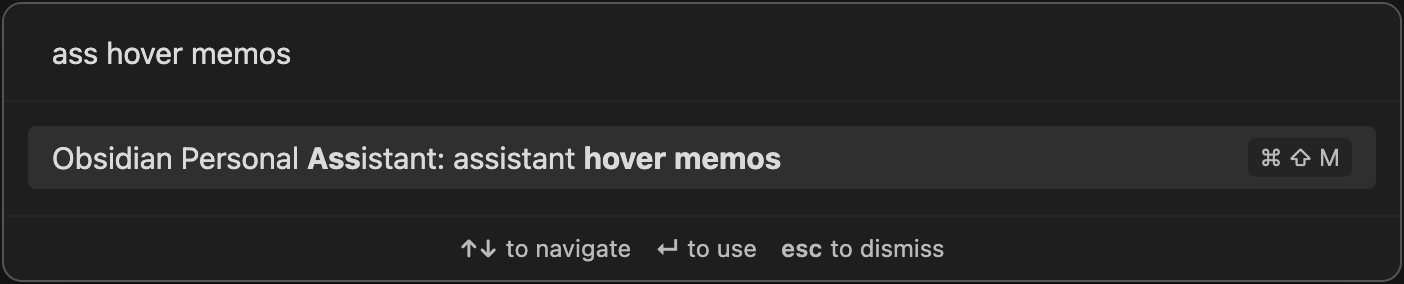 ass hover memos
Obsidian Personal Assistant: assistant hover memos ⌘ ⇧ M
↑↓ to navigate ↵ to use esc to dismiss